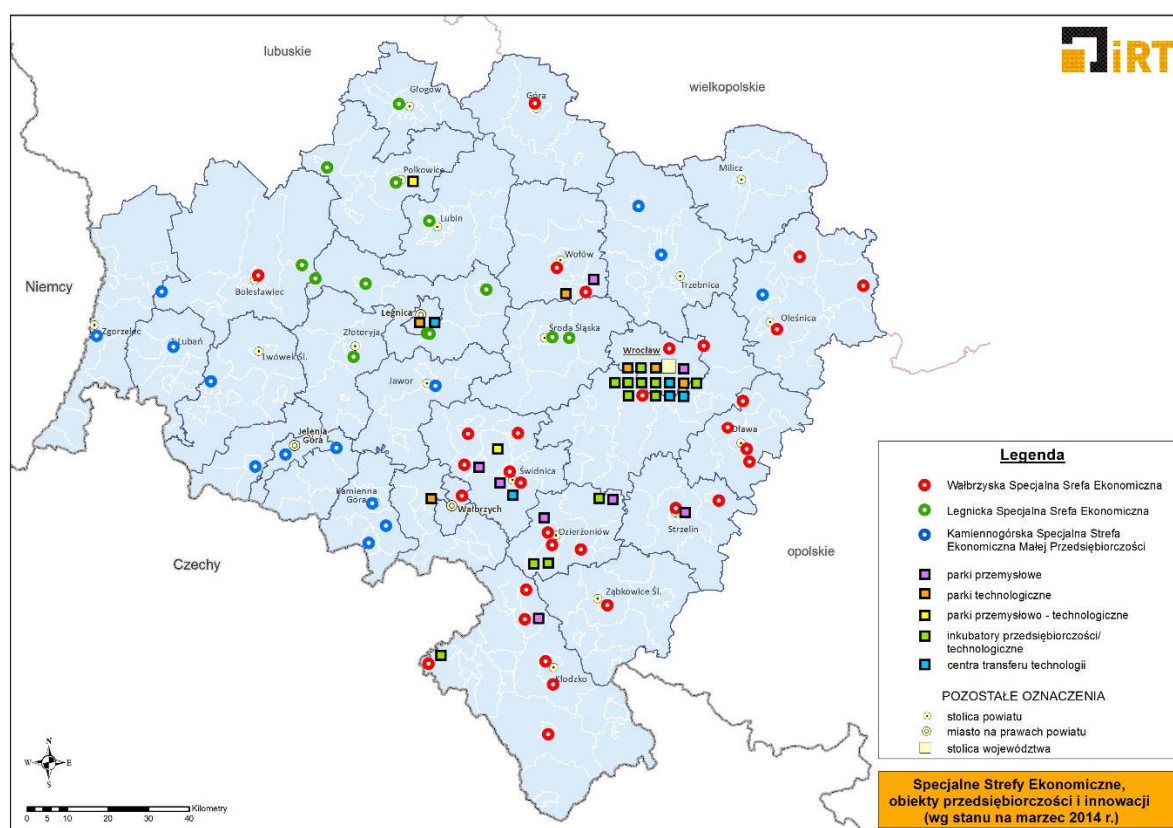 iRT
lubuskie
wielkopolskie
Głogów
Góra
Milicz
Polkowice
Lubin
Wołów
Trzebnica
Niemcy
Bolesławiec
Oleśnica
Zgorzelec
Lubań
Lwówek Śl.
Złotoryja
Legnica
Środa Śląska
Wrocław
Jawor
Jelenia
Góra
Oława
Świdnica
Kamienna
Góra
Wałbrzych
Dzierżoniów
Strzelin
Czechy
opolskie
Ząbkowice Śl.
Kłodzko
Legenda
Wałbrzyska Specjalna Srefa Ekonomiczna
Legnicka Specjalna Srefa Ekonomiczna
Kamiennogórska Specjalna Strefa
Ekonomiczna Małej Przedsiębiorczości
parki przemysłowe
parki technologiczne
parki przemysłowo - technologiczne
inkubatory przedsiębiorczości/
technologiczne
centra transferu technologii
POZOSTAŁE OZNACZENIA
stolica powiatu
miasto na prawach powiatu
stolica województwa
N
W E
S
Kilometry
0 5 10 20 30 40
Specjalne Strefy Ekonomiczne,
obiekty przedsiębiorczości i innowacji
(wg stanu na marzec 2014 r.)